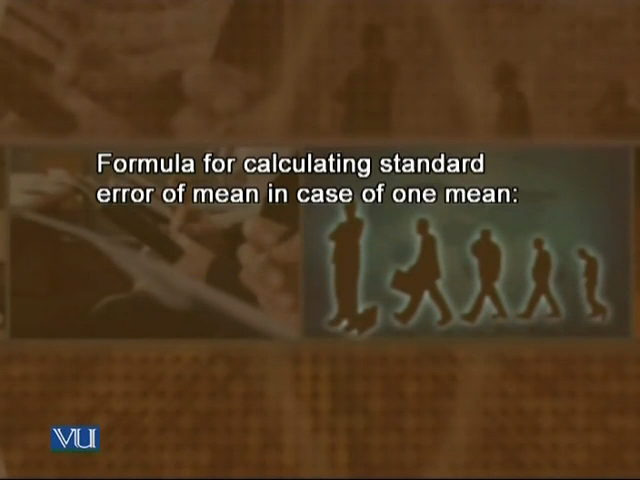 Formula for calculating standard
error of mean in case of one mean:
VU